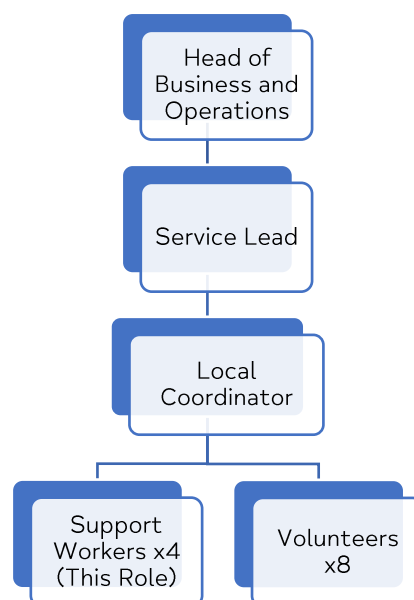 Head of
Business and
Operations
Service Lead
Local
Coordinator
Support
Workers x4
(This Role)
Volunteers
x8